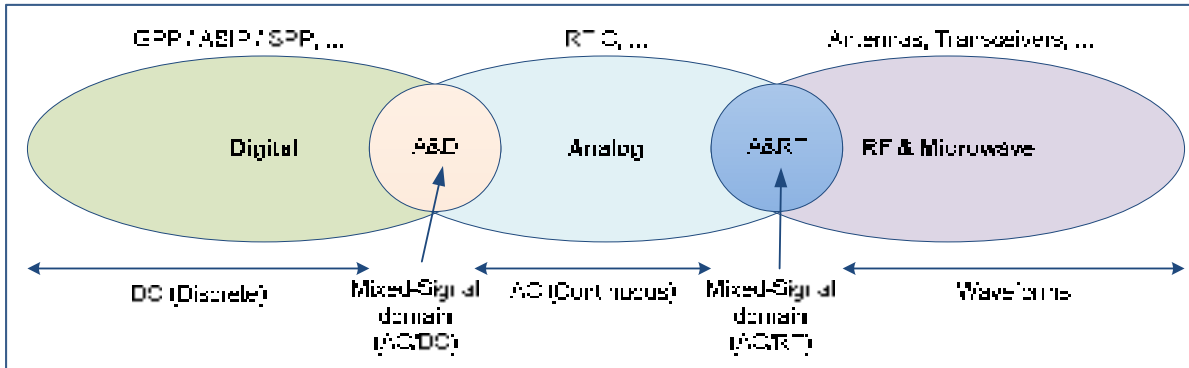 GPP / ASIP / SPP, ...
RFIC, ...
Antennas, Transceivers, ...
Digital
A&D
Analog
A&RF
RF & Microwave
DC (Discrete)
Mixed-Signal
domain
(AC/DC)
AC (Continuous)
Mixed-Signal
domain
(AC/RF)
Waveforms